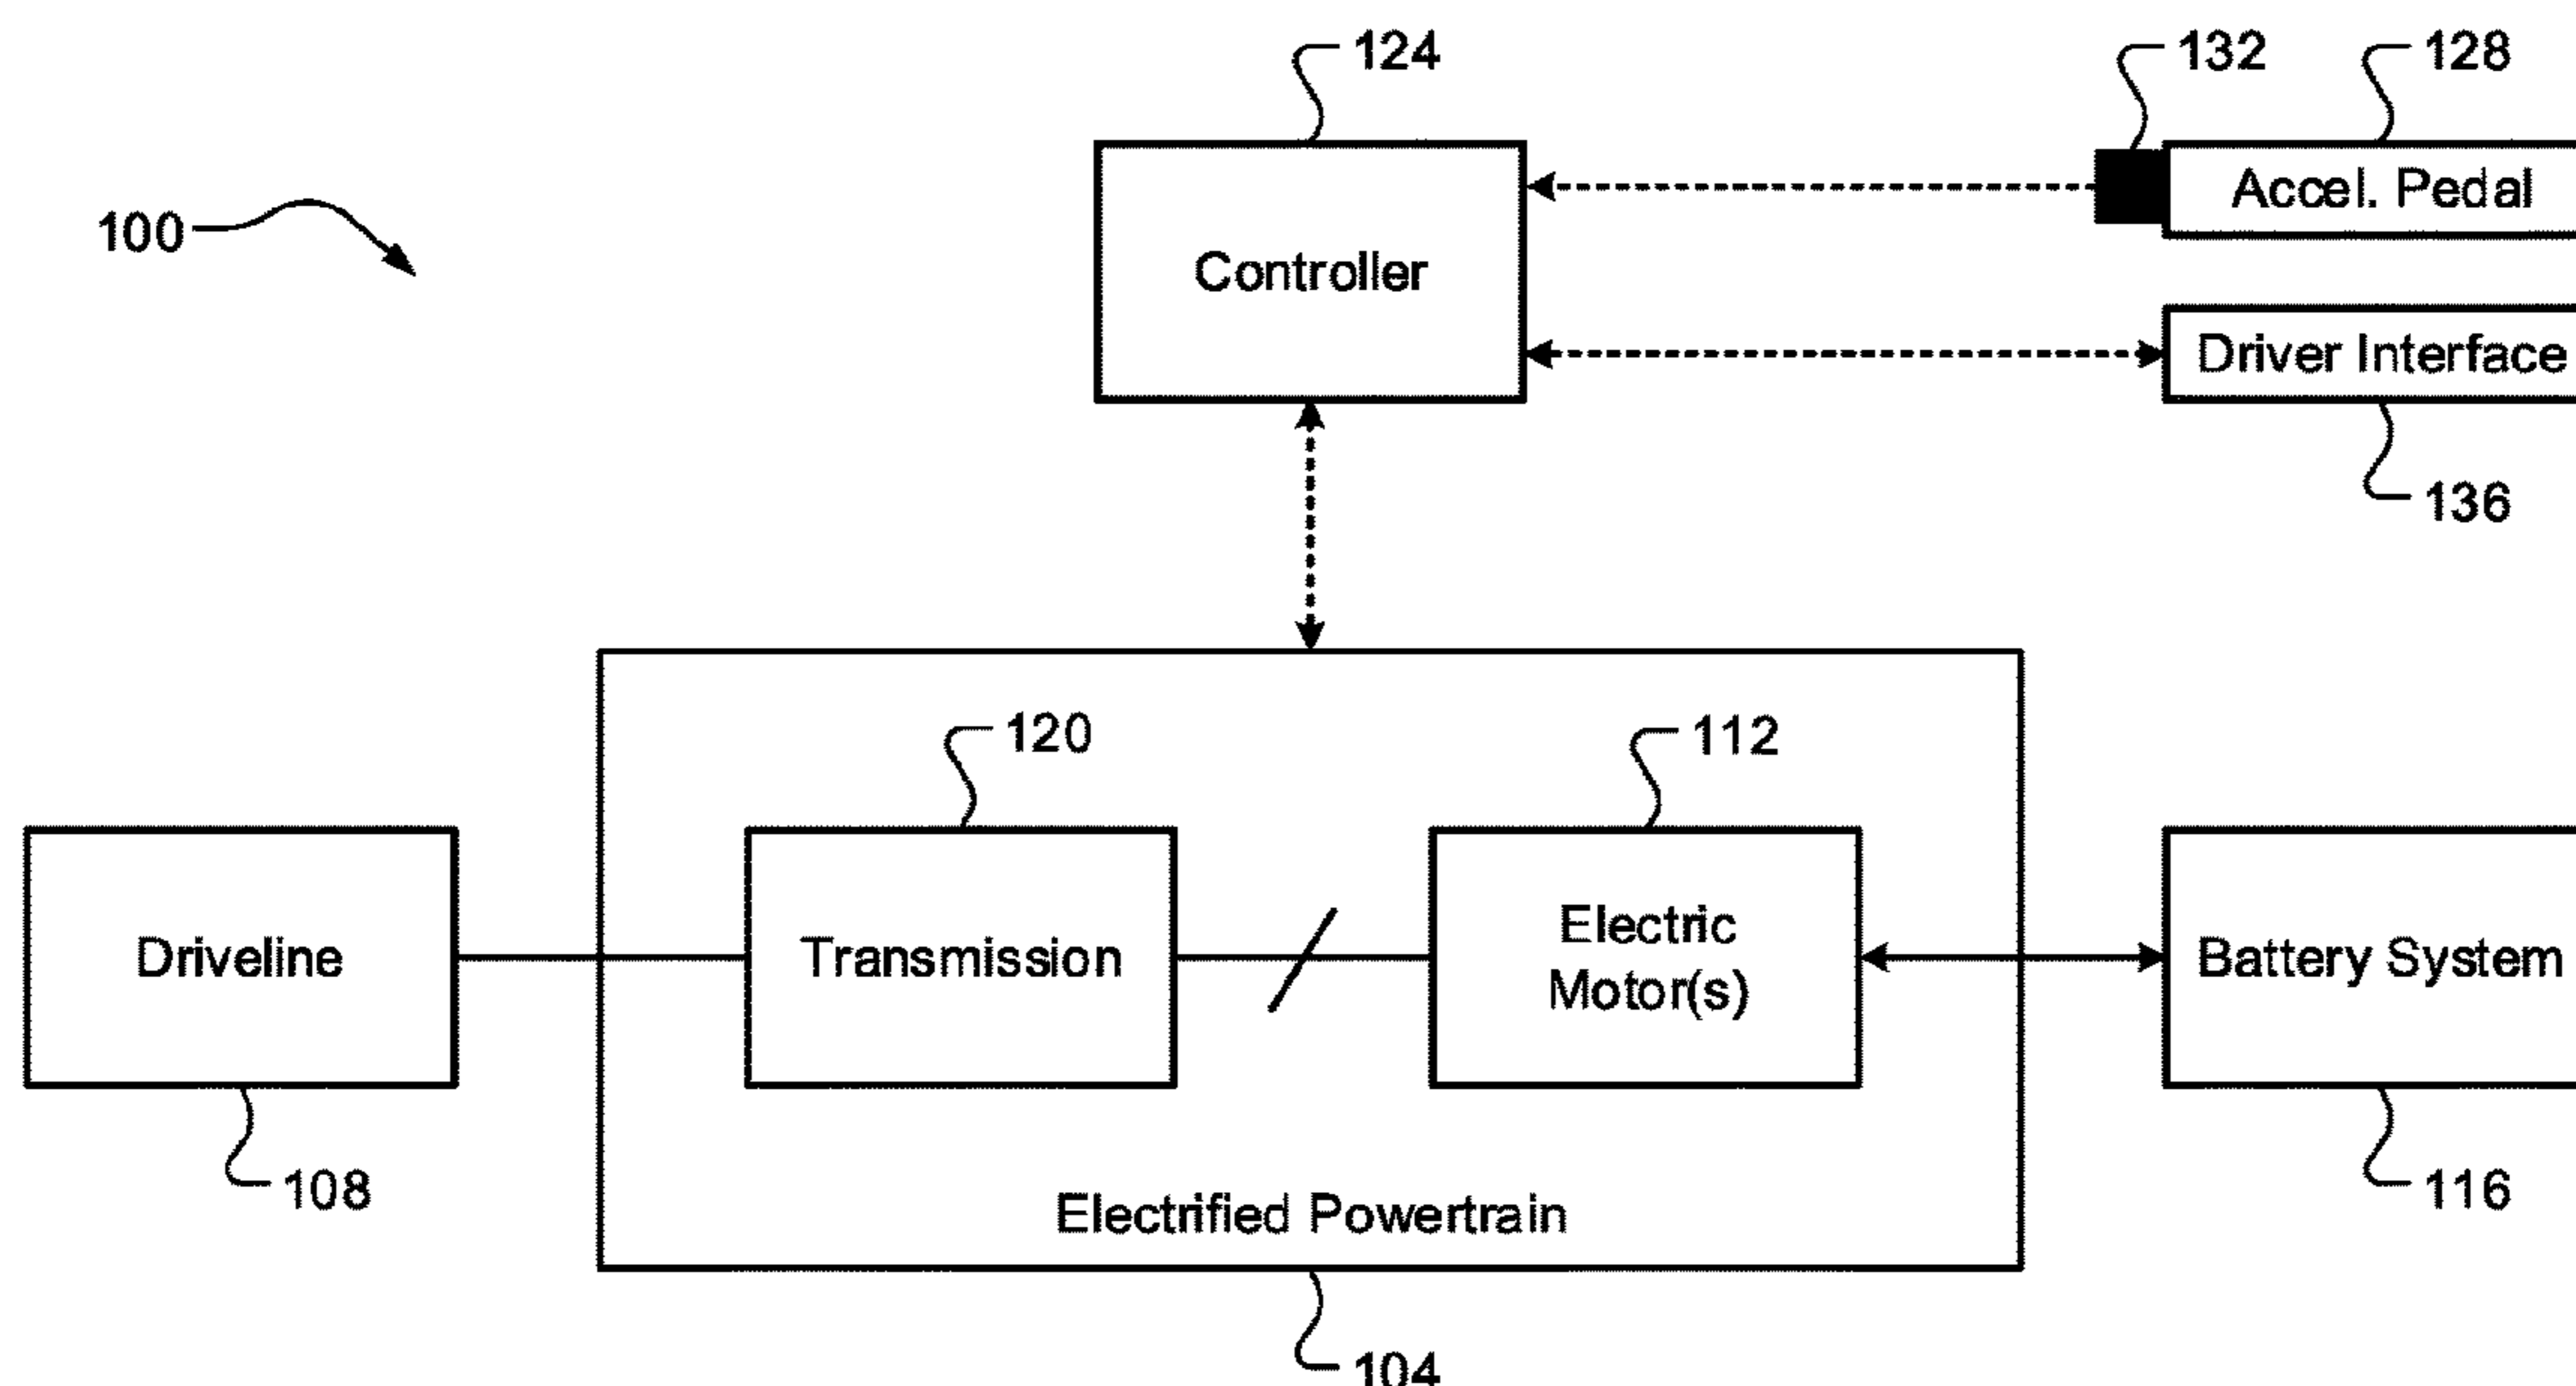 124
132
128
100
Controller
Accel. Pedal
Driver Interface
136
120
112
Driveline
Transmission
Electric
Motor(s)
Battery System
108
Electrified Powertrain
116
104